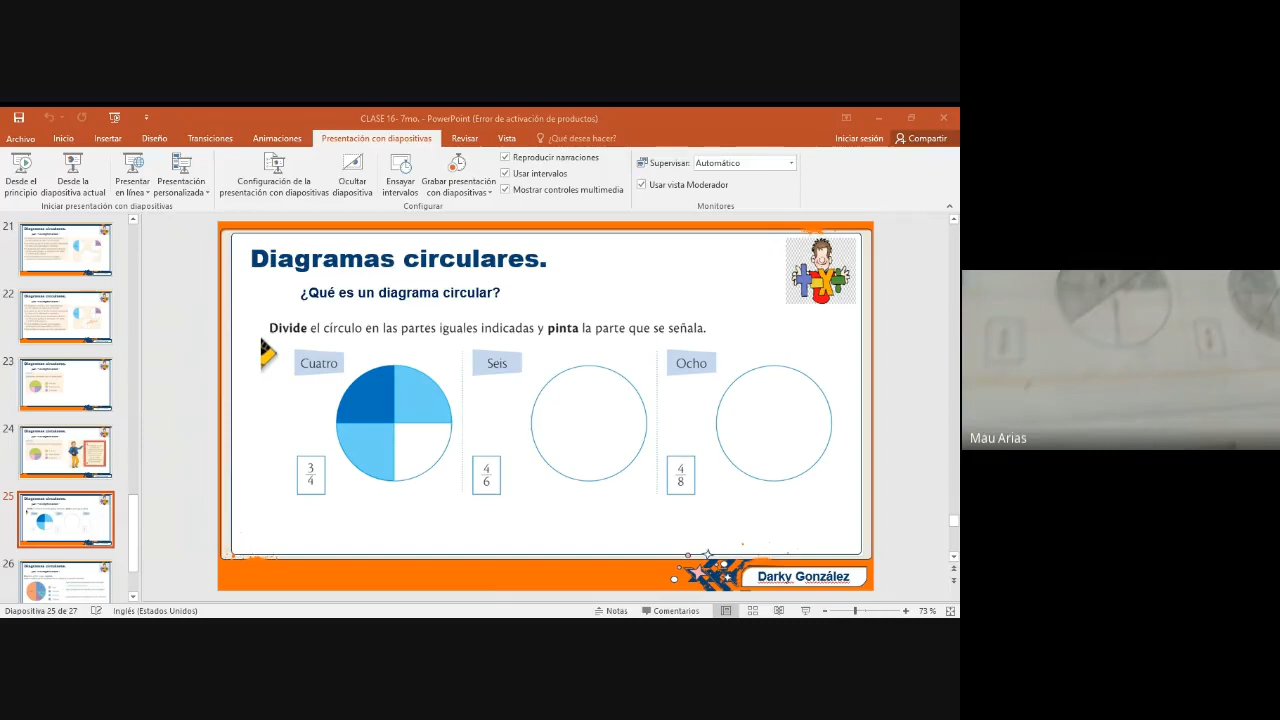 CLASE 16- 7mo. - PowerPoint (Error de activación de productos)
Archivo
Inicio
Insertar
Diseño
Transiciones
Animaciones
Presentación con diapositivas
Revisar
Vista
¿Qué desea hacer?
Iniciar sesión
Compartir
Desde el principio
Desde la diapositiva actual
Presentar en línea
Presentación personalizada
Configuración de la presentación con diapositivas
Ocultar diapositiva
Ensayar intervalos
Grabar presentación con diapositivas
Reproducir narraciones
Usar intervalos
Mostrar controles multimedia
Supervisar: Automático
Usar vista Moderador
Iniciar presentación con diapositivas
Configurar
Monitores
21
22
23
24
25
26
Diagramas circulares.
¿Qué es un diagrama circular?
Divide el círculo en las partes iguales indicadas y pinta la parte que se señala.
Cuatro
Seis
Ocho
3/4
4/6
4/8
Darky González
Mau Arias
Diapositiva 25 de 27
Inglés (Estados Unidos)
Notas
Comentarios
73 %